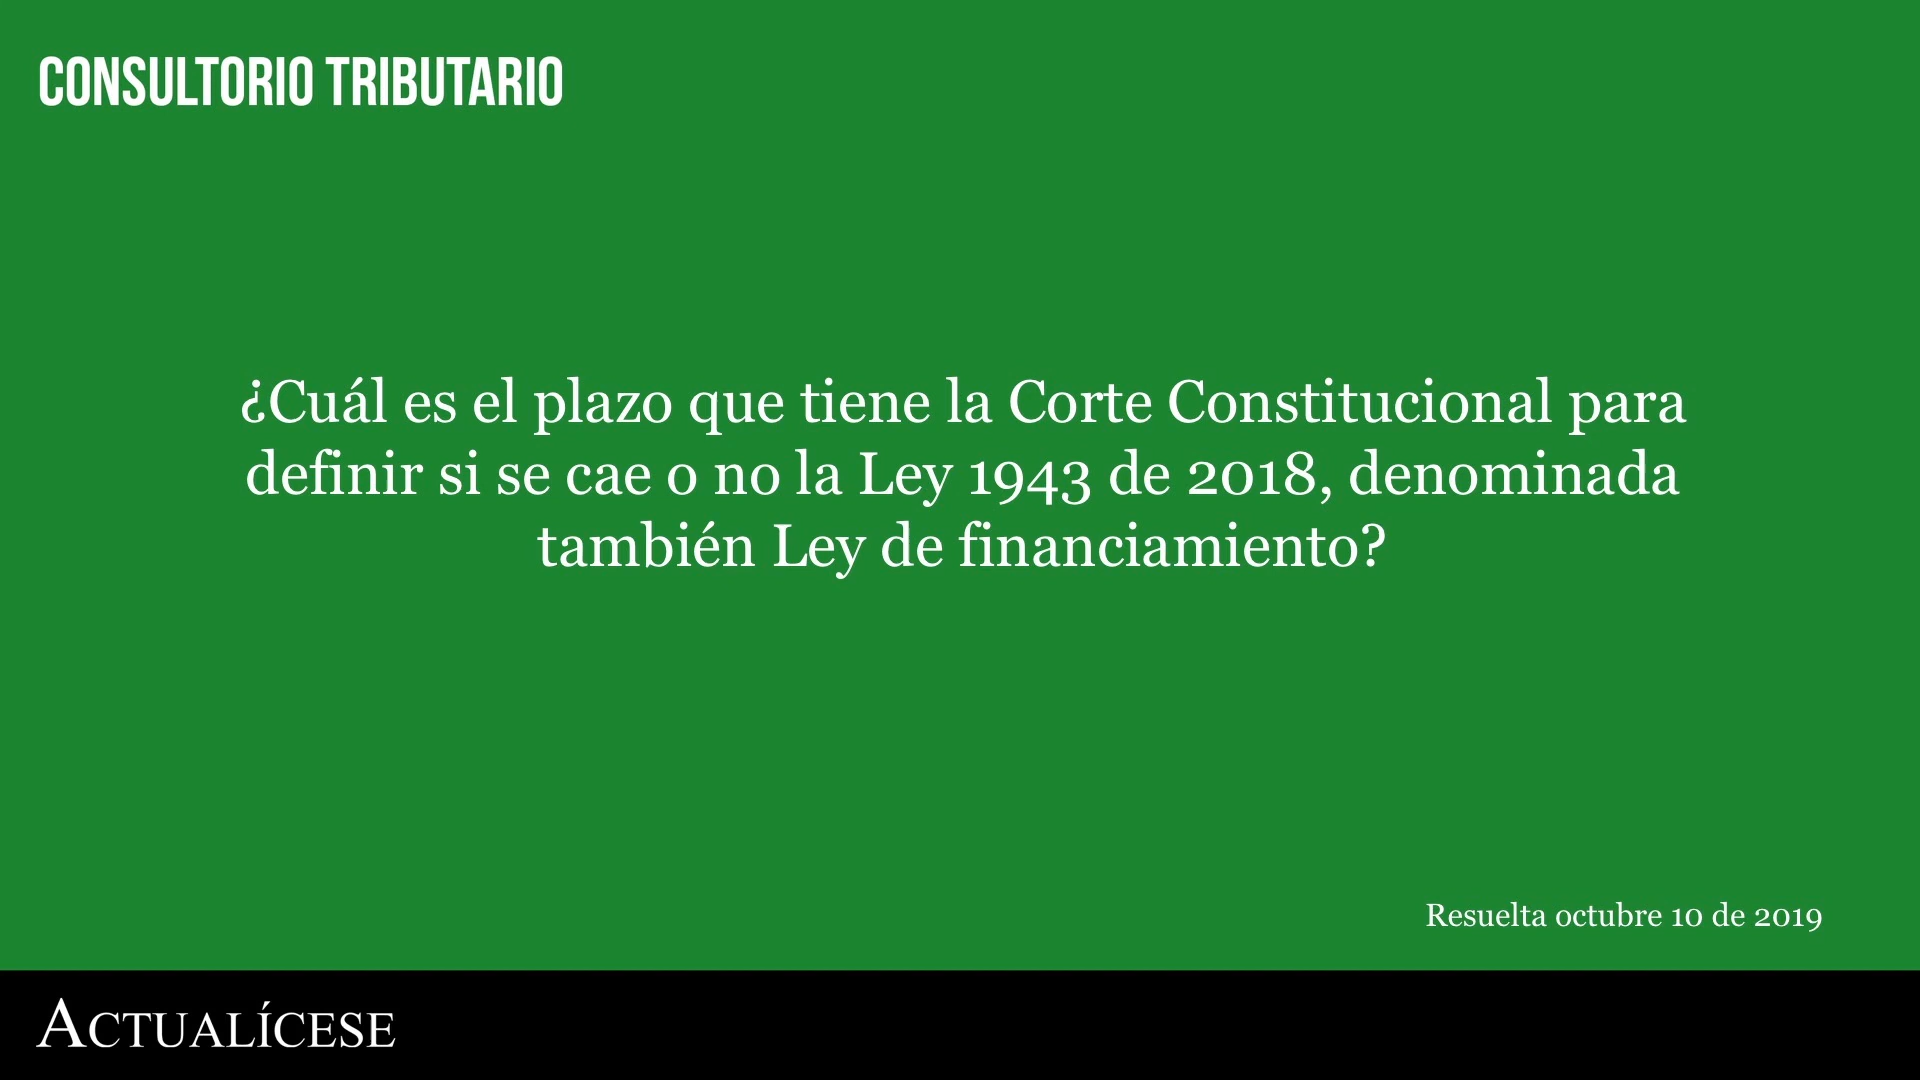 CONSULTORIO TRIBUTARIO
¿Cuál es el plazo que tiene la Corte Constitucional para
definir si se cae o no la Ley 1943 de 2018, denominada
también Ley de financiamiento?
Resuelta octubre 10 de 2019
ACTUALÍCESE